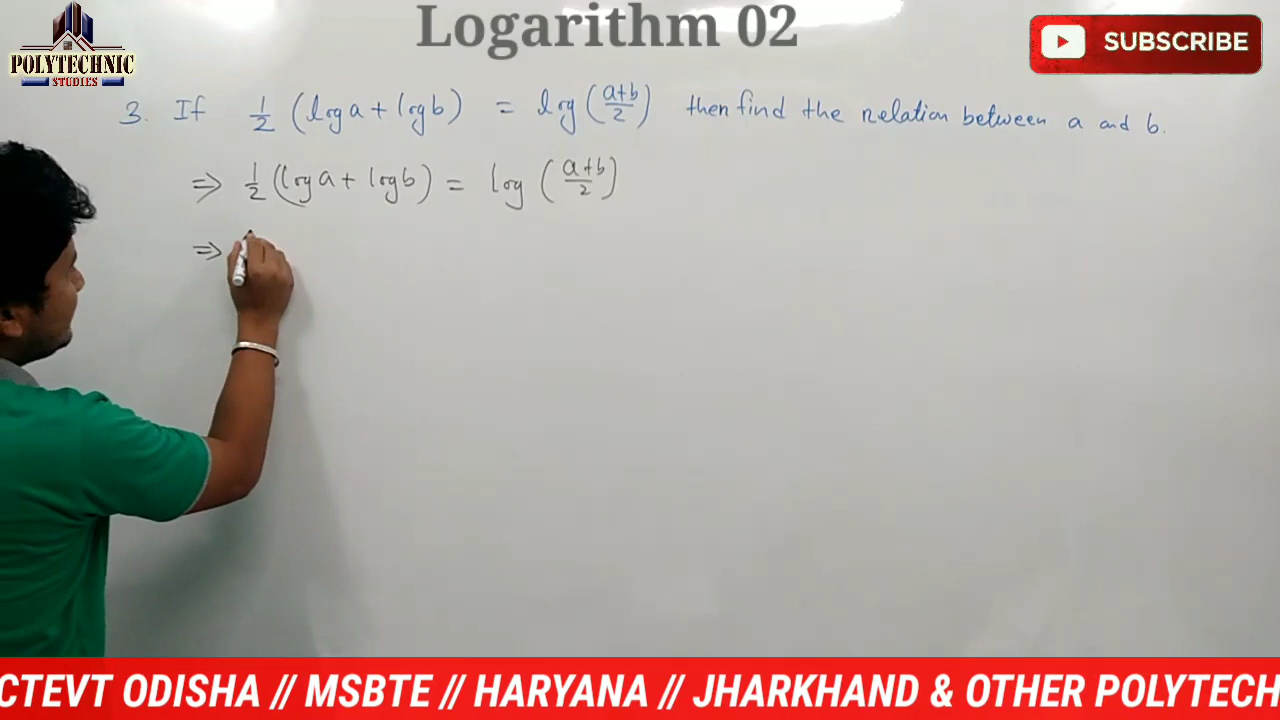 Logarithm 02
POLYTECHNIC
STUDIES
SUBSCRIBE
3. If 1/2 (log a + log b) = log ((a+b)/2) then find the relation between a and b.
⇒ 1/2 (log a + log b) = log ((a+b)/2)
⇒
CTEVT ODISHA // MSBTE // HARYANA // JHARKHAND & OTHER POLYTECH